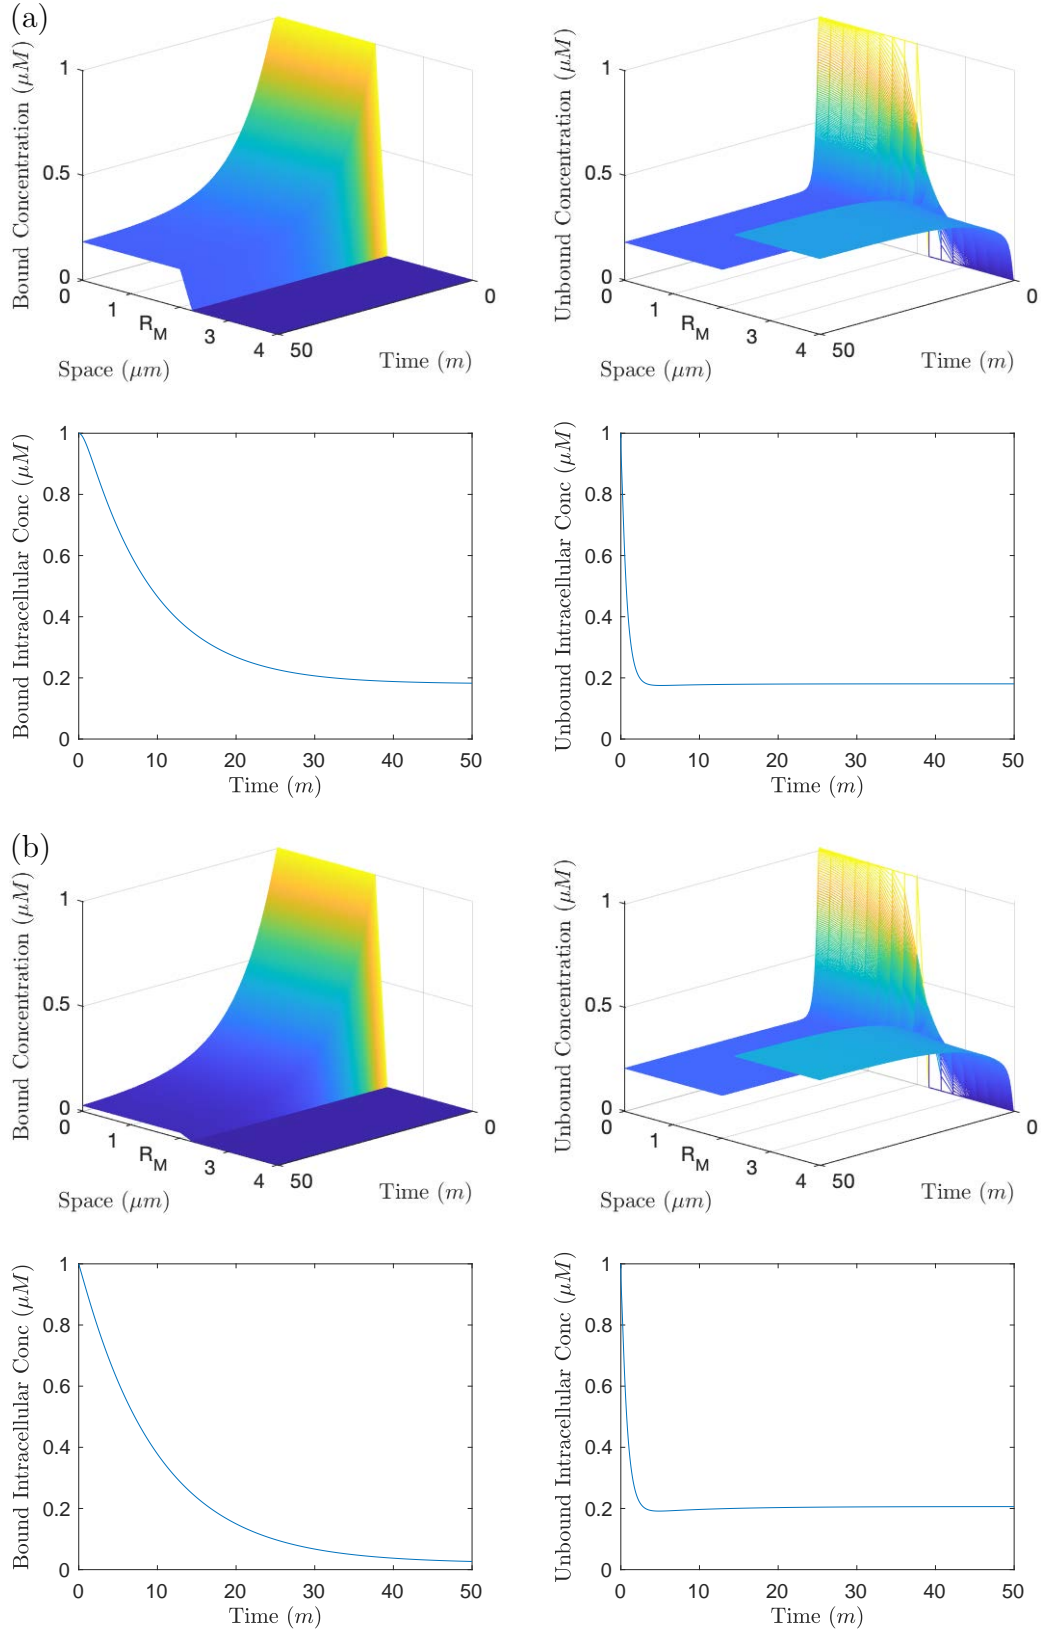 (a)
Bound Concentration (μM)
1
0.5
0
0
1
R_M
3
4
50
0
Space (μm)
Time (m)
Unbound Concentration (μM)
1
0.5
0
0
1
R_M
3
4
50
0
Space (μm)
Time (m)
Bound Intracellular Conc (μM)
1
0.8
0.6
0.4
0.2
0
0 10 20 30 40 50
Time (m)
Unbound Intracellular Conc (μM)
1
0.8
0.6
0.4
0.2
0
0 10 20 30 40 50
Time (m)
(b)
Bound Concentration (μM)
1
0.5
0
0
1
R_M
3
4
50
0
Space (μm)
Time (m)
Unbound Concentration (μM)
1
0.5
0
0
1
R_M
3
4
50
0
Space (μm)
Time (m)
Bound Intracellular Conc (μM)
1
0.8
0.6
0.4
0.2
0
0 10 20 30 40 50
Time (m)
Unbound Intracellular Conc (μM)
1
0.8
0.6
0.4
0.2
0
0 10 20 30 40 50
Time (m)